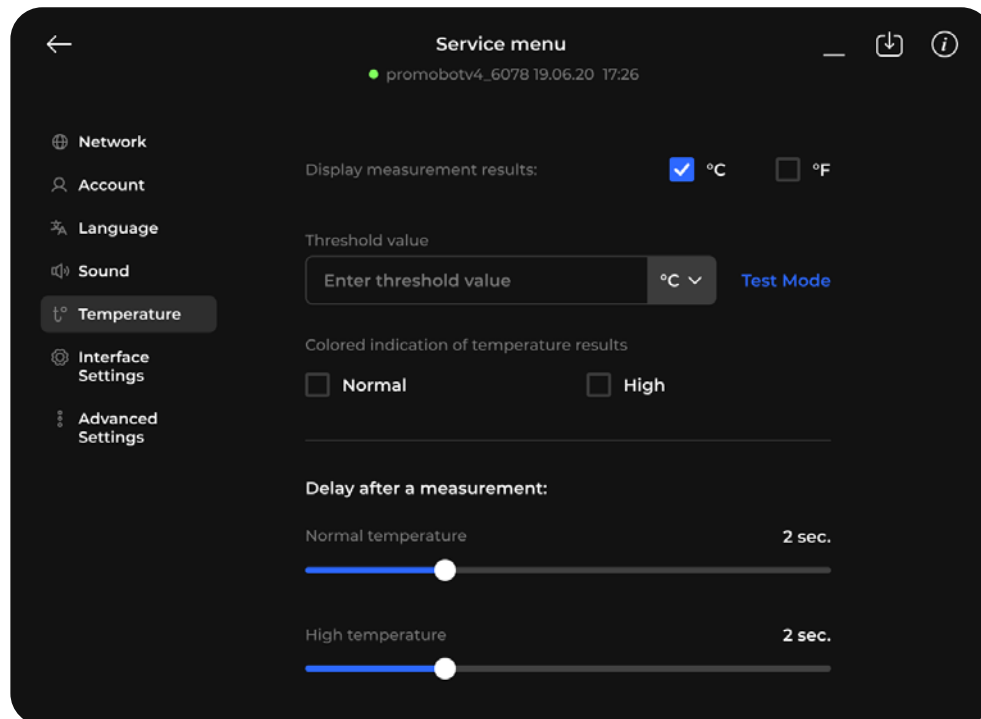 Service menu
promobotv4_6078 19.06.20 17:26
Network
Account
Language
Sound
t° Temperature
Interface
Settings
Advanced
Settings
Display measurement results:
°C
°F
Threshold value
Enter threshold value
°C
Test Mode
Colored indication of temperature results
Normal
High
Delay after a measurement:
Normal temperature
2 sec.
High temperature
2 sec.